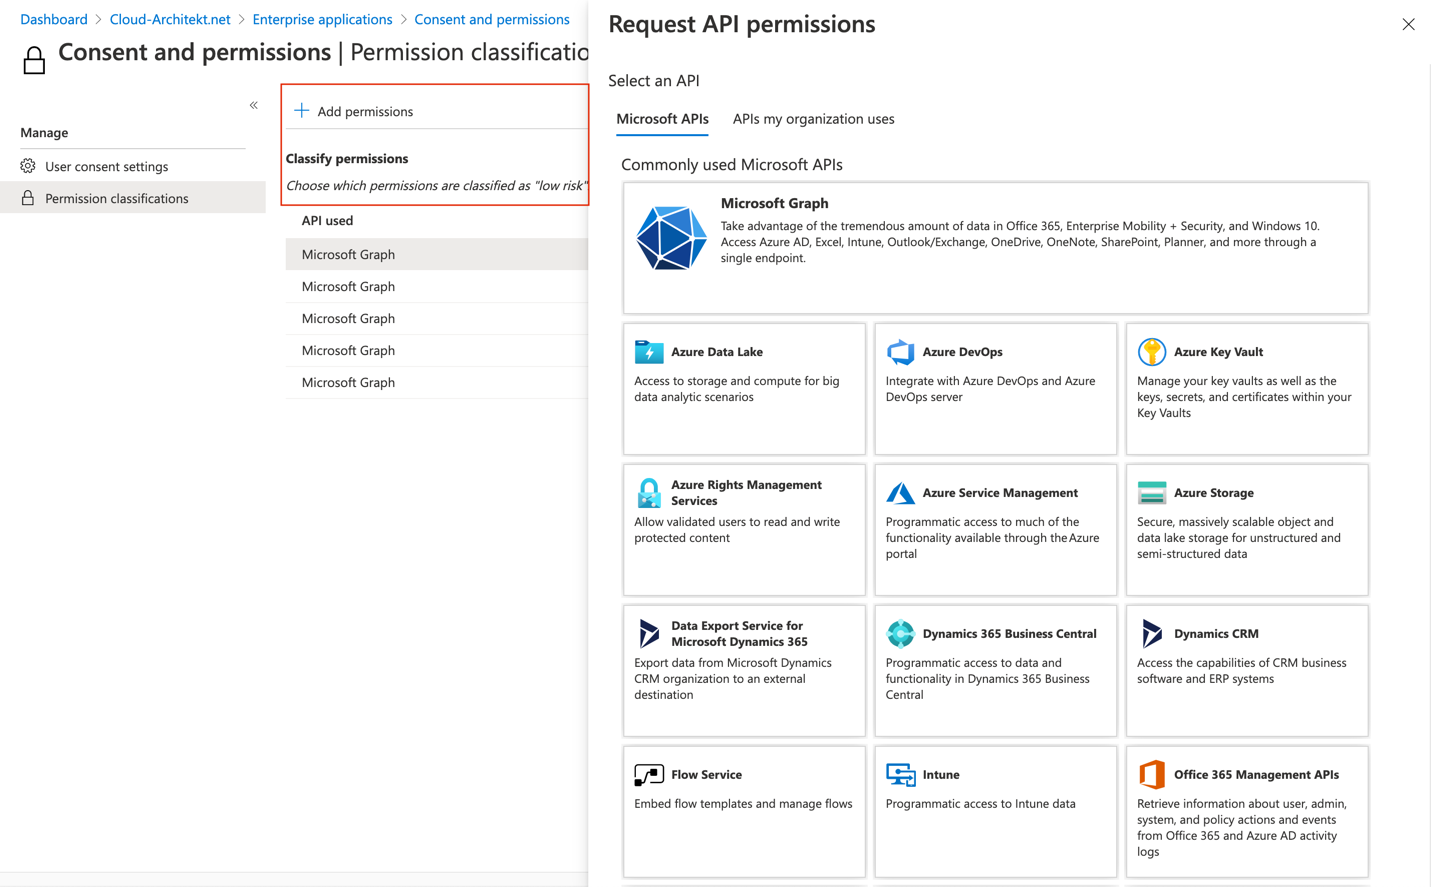 Dashboard > Cloud-Architekt.net > Enterprise applications > Consent and permissions
Consent and permissions | Permission classificatio
«
Manage
User consent settings
Permission classifications
+ Add permissions
Classify permissions
Choose which permissions are classified as "low risk"
API used
Microsoft Graph
Microsoft Graph
Microsoft Graph
Microsoft Graph
Microsoft Graph
Request API permissions
Select an API
Microsoft APIs
APIs my organization uses
Commonly used Microsoft APIs
Microsoft Graph
Take advantage of the tremendous amount of data in Office 365, Enterprise Mobility + Security, and Windows 10.
Access Azure AD, Excel, Intune, Outlook/Exchange, OneDrive, OneNote, SharePoint, Planner, and more through a
single endpoint.
Azure Data Lake
Access to storage and compute for big
data analytic scenarios
Azure DevOps
Integrate with Azure DevOps and Azure
DevOps server
Azure Key Vault
Manage your key vaults as well as the
keys, secrets, and certificates within your
Key Vaults
Azure Rights Management
Services
Allow validated users to read and write
protected content
Azure Service Management
Programmatic access to much of the
functionality available through the Azure
portal
Azure Storage
Secure, massively scalable object and
data lake storage for unstructured and
semi-structured data
Data Export Service for
Microsoft Dynamics 365
Export data from Microsoft Dynamics
CRM organization to an external
destination
Dynamics 365 Business Central
Programmatic access to data and
functionality in Dynamics 365 Business
Central
Dynamics CRM
Access the capabilities of CRM business
software and ERP systems
Flow Service
Embed flow templates and manage flows
Intune
Programmatic access to Intune data
Office 365 Management APIs
Retrieve information about user, admin,
system, and policy actions and events
from Office 365 and Azure AD activity
logs